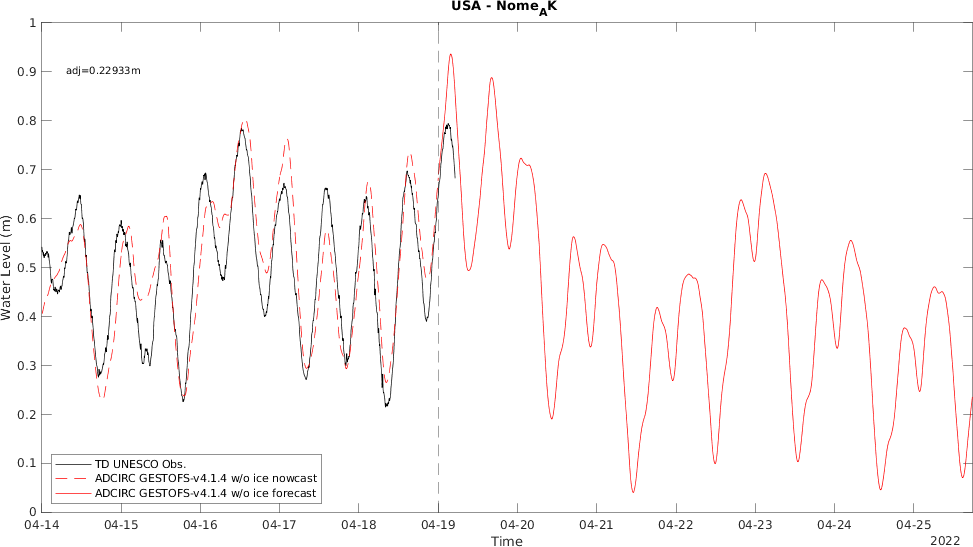 USA - Nome_AK
1
0.9
0.8
0.7
0.6
0.5
0.4
0.3
0.2
0.1
0
Water Level (m)
adj=0.22933m
TD UNESCO Obs.
ADCIRC GESTOFS-v4.1.4 w/o ice nowcast
ADCIRC GESTOFS-v4.1.4 w/o ice forecast
04-14 04-15 04-16 04-17 04-18 04-19 04-20 04-21 04-22 04-23 04-24 04-25
Time
2022